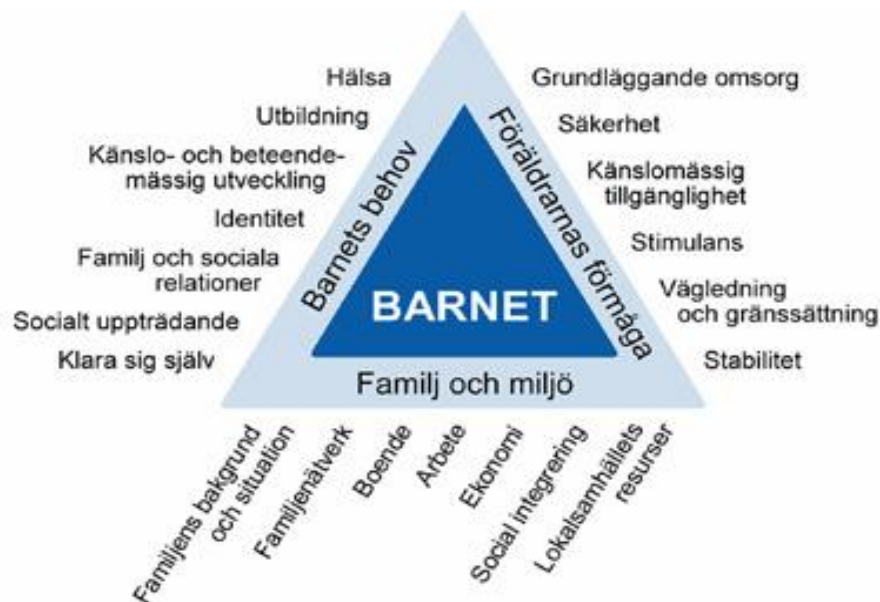 Hälsa
Utbildning
Känslo- och beteende-
mässig utveckling
Identitet
Familj och sociala
relationer
Socialt uppträdande
Klara sig själv
Barnets behov
BARNET
Föräldrarnas förmåga
Grundläggande omsorg
Säkerhet
Känslomässig
tillgänglighet
Stimulans
Vägledning
och gränssättning
Stabilitet
Familj och miljö
Familjens bakgrund
och situation
Familjenätverk
Boende
Arbete
Ekonomi
Social integrering
Lokalsamhällets
resurser